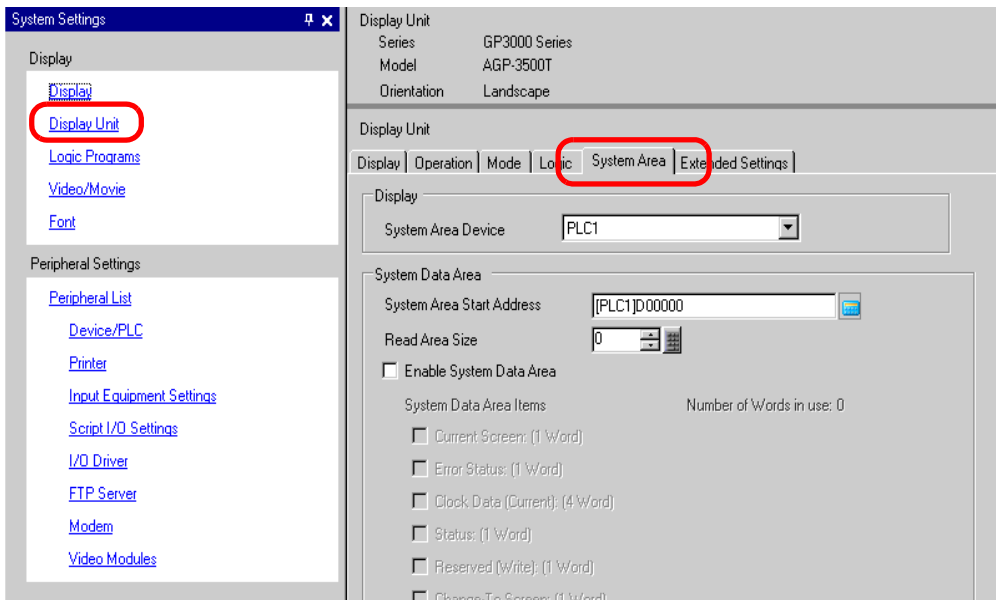 System Settings
Display
Display
Display Unit
Logic Programs
Video/Movie
Font
Peripheral Settings
Peripheral List
Device/PLC
Printer
Input Equipment Settings
Script I/O Settings
I/O Driver
FTP Server
Modem
Video Modules
Display Unit
Series GP3000 Series
Model AGP-3500T
Orientation Landscape
Display Unit
Display Operation Mode Logic System Area Extended Settings
Display
System Area Device PLC1
System Data Area
System Area Start Address [PLC1]D00000
Read Area Size 0
Enable System Data Area
System Data Area Items Number of Words in use: 0
Current Screen: (1 Word)
Error Status: (1 Word)
Clock Data (Current): (4 Word)
Status: (1 Word)
Reserved (Write): (1 Word)
Change-To Screen: (1 Word)